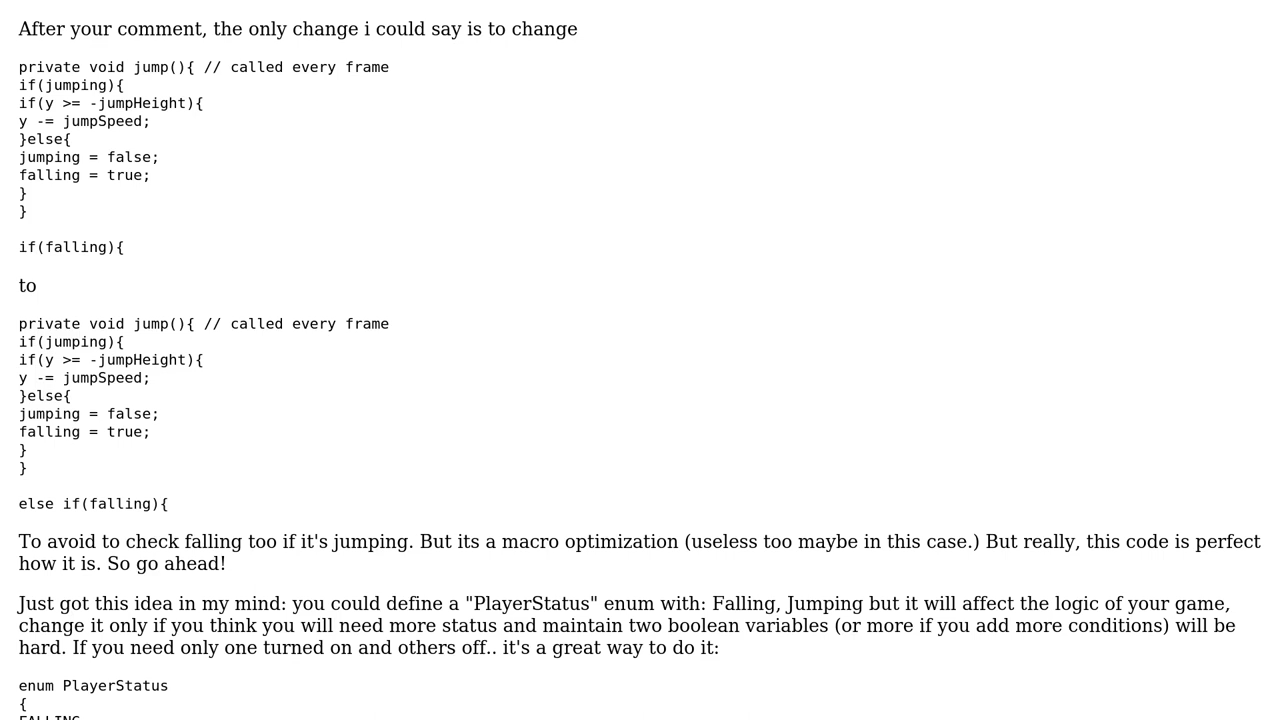 After your comment, the only change i could say is to change
private void jump(){ // called every frame
if(jumping){
if(y >= -jumpHeight){
y -= jumpSpeed;
}else{
jumping = false;
falling = true;
}
}
if(falling){
to
private void jump(){ // called every frame
if(jumping){
if(y >= -jumpHeight){
y -= jumpSpeed;
}else{
jumping = false;
falling = true;
}
}
else if(falling){
To avoid to check falling too if it's jumping. But its a macro optimization (useless too maybe in this case.) But really, this code is perfect
how it is. So go ahead!
Just got this idea in my mind: you could define a "PlayerStatus" enum with: Falling, Jumping but it will affect the logic of your game,
change it only if you think you will need more status and maintain two boolean variables (or more if you add more conditions) will be
hard. If you need only one turned on and others off.. it's a great way to do it:
enum PlayerStatus
{